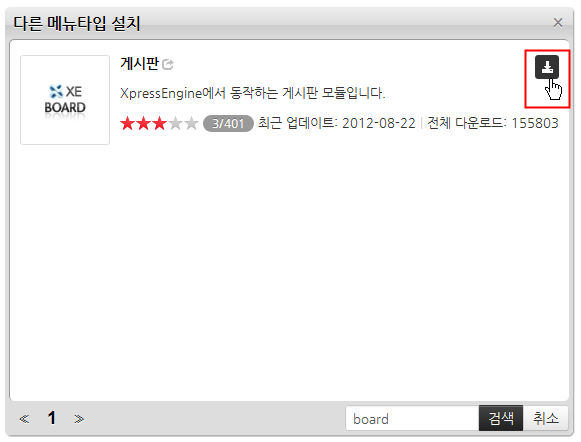 다른 메뉴타입 설치 ×
게시판
XE
BOARD
XpressEngine에서 동작하는 게시판 모듈입니다.
3/401 최근 업데이트: 2012-08-22 | 전체 다운로드: 155803
≪ 1 ≫ board 검색 취소